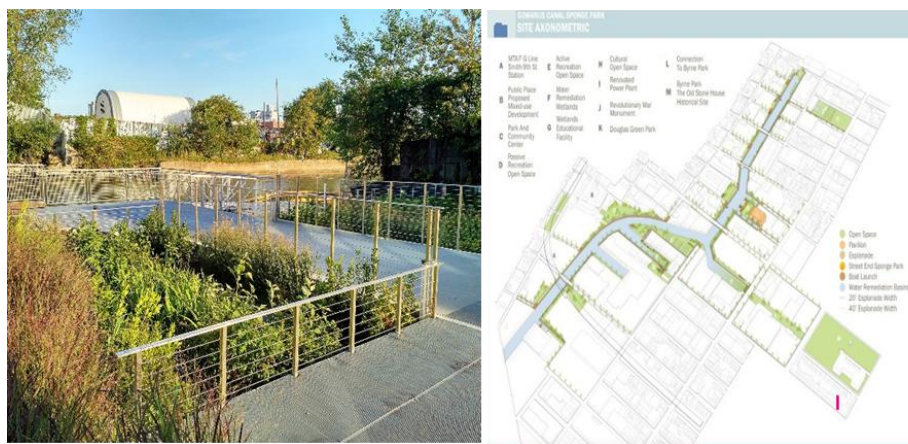 GOWANUS CANAL SPONGE PARK
SITE AXONOMETRIC
A MTA F G Line
Smith 9th St
Station
B Public Place
Proposed
Mixed-use
Development
C Park And
Community
Center
D Passive
Recreation
Open Space
E Active
Recreation
Open Space
F Water
Remediation
Wetlands
G Wetlands
Educational
Facility
H Cultural
Open Space
I Renovated
Power Plant
J Revolutionary War
Monument
K Douglas Green Park
L Connection
To Byrne Park
M Byrne Park
The Old Stone House
Historical Site
Open Space
Pavilion
Esplanade
Street End Sponge Park
Boat Launch
Water Remediation Basins
20' Esplanade Width
40' Esplanade Width